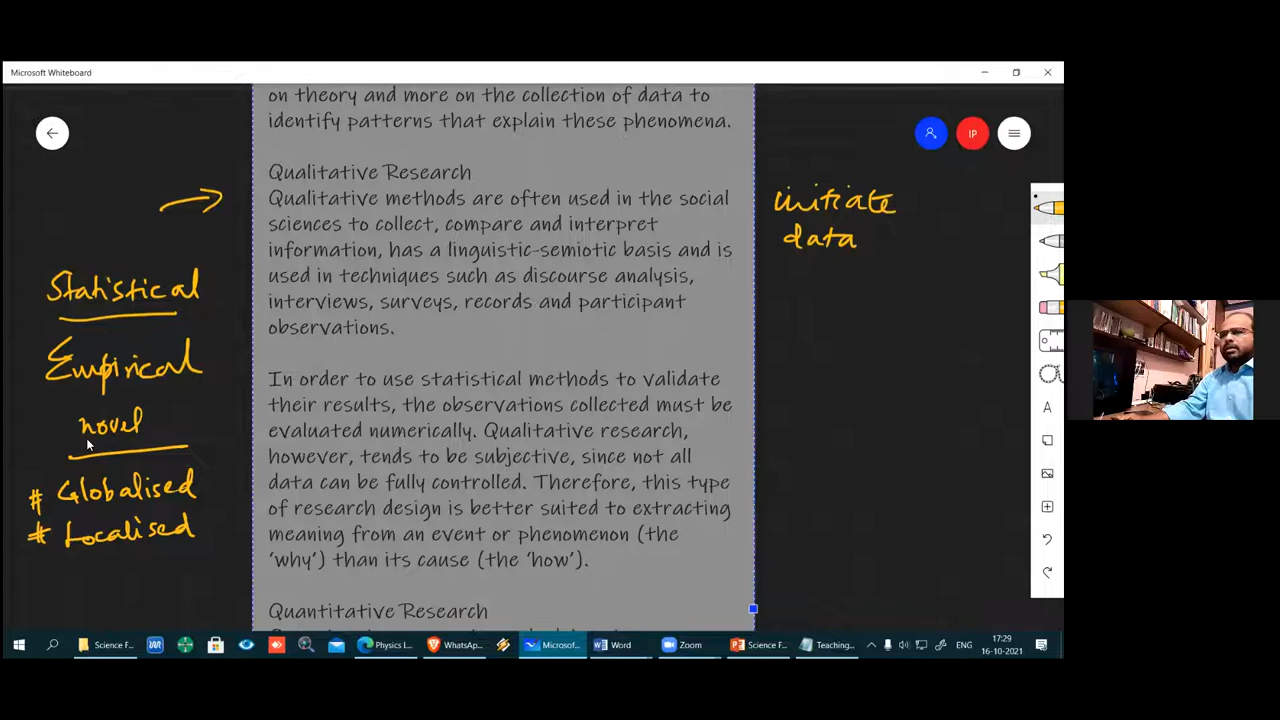 Microsoft Whiteboard
on theory and more on the collection of data to
identify patterns that explain these phenomena.
IP
Qualitative Research
Qualitative methods are often used in the social
sciences to collect, compare and interpret
information, has a linguistic-semiotic basis and is
used in techniques such as discourse analysis,
interviews, surveys, records and participant
observations.
initiate
data
Statistical
Empirical
novel
# Globalised
# Localised
In order to use statistical methods to validate
their results, the observations collected must be
evaluated numerically. Qualitative research,
however, tends to be subjective, since not all
data can be fully controlled. Therefore, this type
of research design is better suited to extracting
meaning from an event or phenomenon (the
'why') than its cause (the 'how').
Quantitative Research
A
Science F...
Physics L...
WhatsAp...
Microsof...
Word
Zoom
Science F...
Teaching...
ENG
17:29
16-10-2021